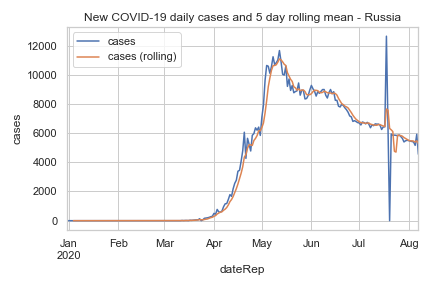 New COVID-19 daily cases and 5 day rolling mean - Russia
cases
cases (rolling)
12000
10000
8000
6000
4000
2000
0
cases
Jan Feb Mar Apr May Jun Jul Aug
2020
dateRep